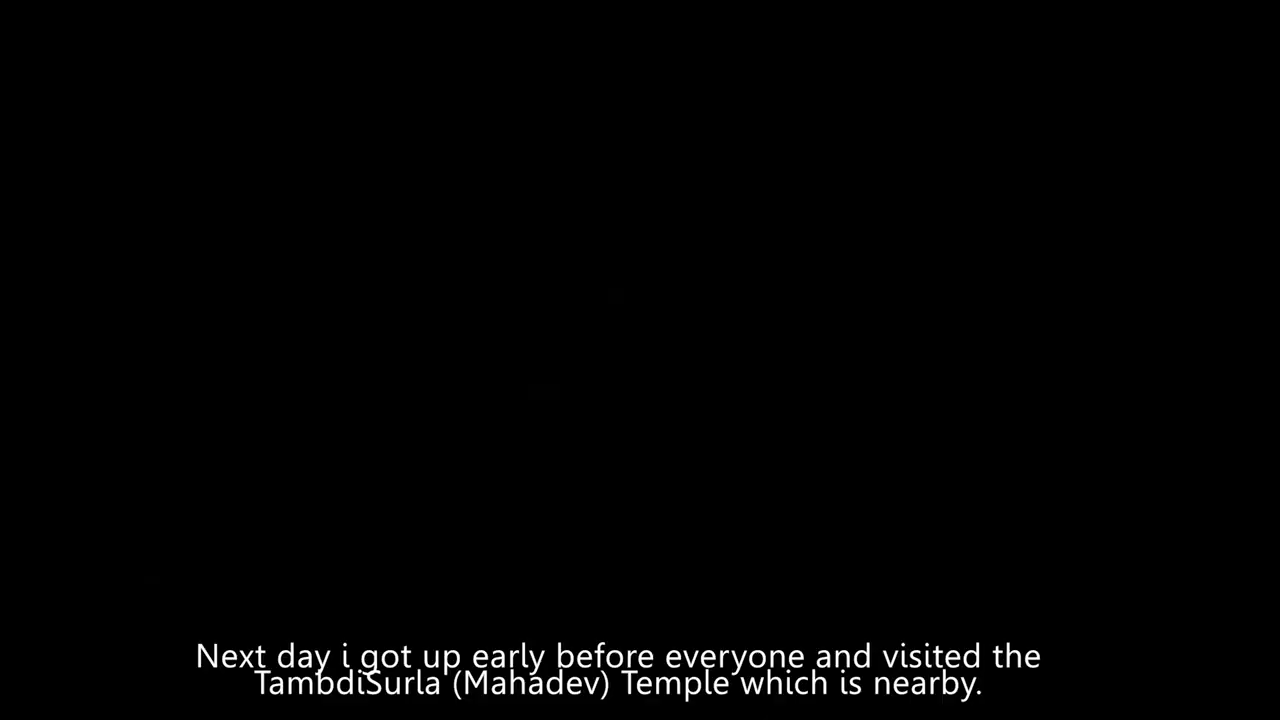 Next day i got up early before everyone and visited the
TambdiSurla (Mahadev) Temple which is nearby.